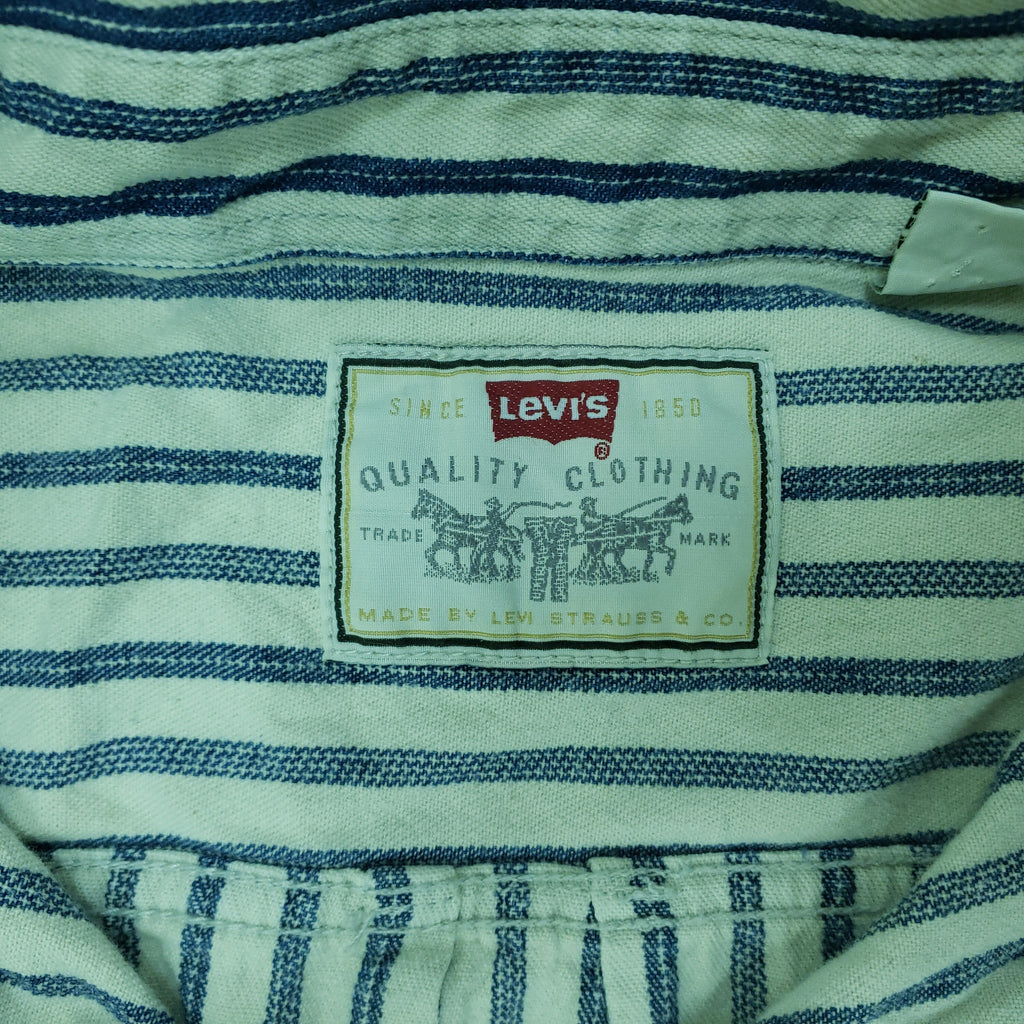 SINCE LEVI'S 1850
®
QUALITY CLOTHING
TRADE MARK
MADE BY LEVI STRAUSS & CO.